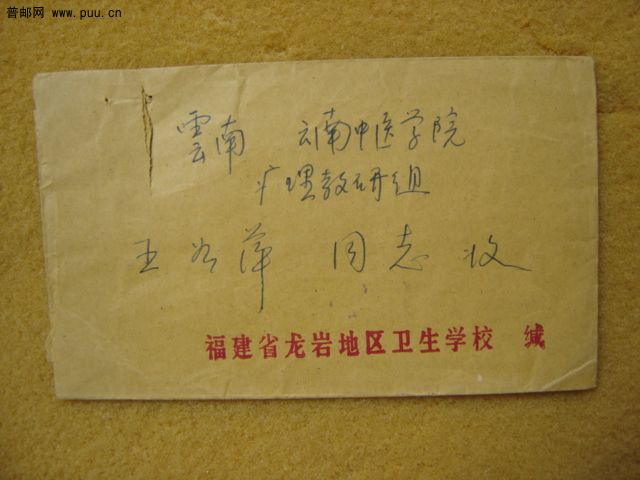 普邮网 www.puu.cn
雲南 云南中医学院
病理教研组
王 萍 同志 收
福建省龙岩地区卫生学校 缄